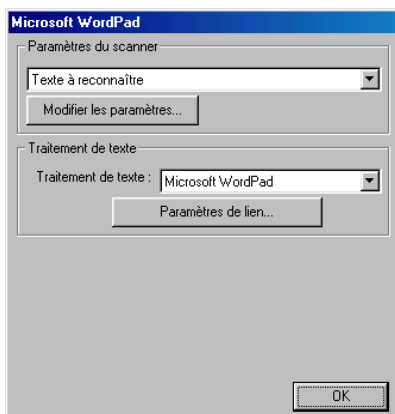 Microsoft WordPad
Paramètres du scanner
Texte à reconnaître
Modifier les paramètres...
Traitement de texte
Traitement de texte : Microsoft WordPad
Paramètres de lien...
OK